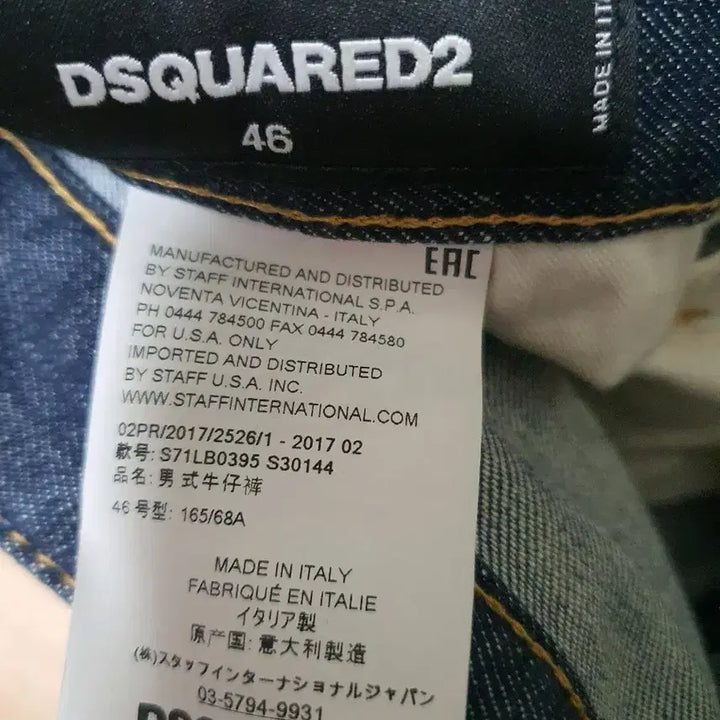 DSQUARED2
46
MADE IN
EAC
MANUFACTURED AND DISTRIBUTED
BY STAFF INTERNATIONAL S.P.A.
NOVENTA VICENTINA - ITALY
PH 0444 784500 FAX 0444 784580
FOR U.S.A. ONLY
IMPORTED AND DISTRIBUTED
BY STAFF U.S.A. INC.
WWW.STAFFINTERNATIONAL.COM
02PR/2017/2526/1 - 2017 02
款号: S71LB0395 S30144
品名: 男 式牛仔裤
46 号型: 165/68A
MADE IN ITALY
FABRIQUÉ EN ITALIE
イタリア製
原产国: 意大利製造
(株)スタッフインターナショナルジャパン
03-5794-9931